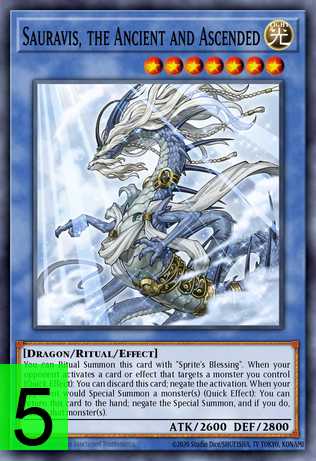 SAURAVIS, THE ANCIENT AND ASCENDED
LIGHT
光
[DRAGON/RITUAL/EFFECT]
You can Ritual Summon this card with "Sprite's Blessing". When your
opponent activates a card or effect that targets a monster you control
(Quick Effect): You can discard this card; negate the activation. When your
would Special Summon a monster(s) (Quick Effect): You can
this card to the hand; negate the Special Summon, and if you do,
that monster(s).
ATK/2600 DEF/2800
5
©2020 Studio Dice/SHUEISHA, TV TOKYO, KONAMI